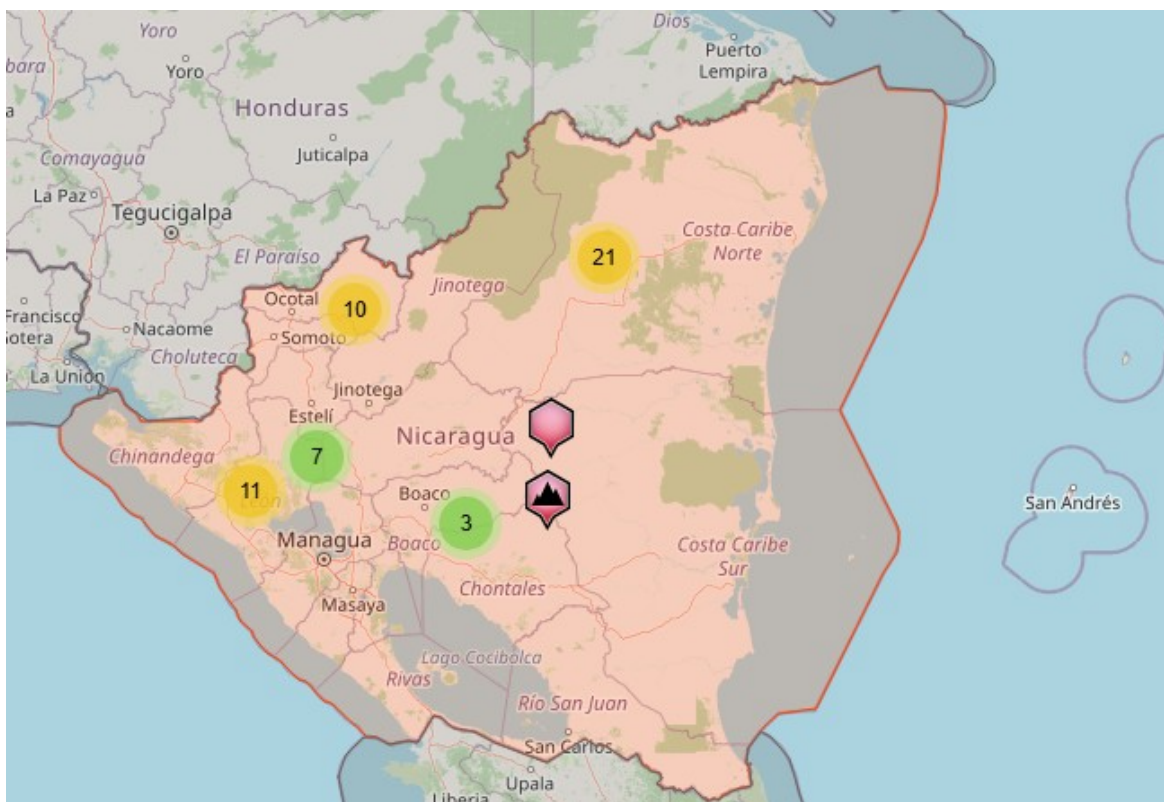 Dios
Yoro
Puerto
Lempira
Yoro
Honduras
Juticalpa
Comayagua
La Paz
Tegucigalpa
El Paraíso
Costa Caribe
Norte
21
Jinotega
Ocotal
10
Francisco
Nacaome
Somoto
Choluteca
La Unión
Jinotega
Estelí
Nicaragua
Chinandega
7
11
León
Boaco
3
San Andrés
Managua
Boaco
Costa Caribe
Sur
Chontales
Masaya
Lago Cocibolca
Rivas
Río San Juan
San Carlos
Upala
Liberia